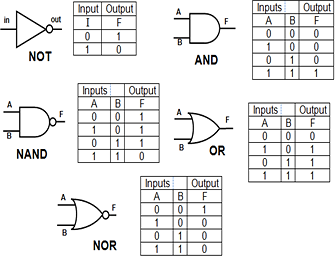 in out
NOT
Input Output
I F
0 1
1 0
A
B
F
AND
Inputs Output
A B F
0 0 0
1 0 0
0 1 0
1 1 1
A
B
F
NAND
Inputs Output
A B F
0 0 1
1 0 1
0 1 1
1 1 0
A
B
F
OR
Inputs Output
A B F
0 0 0
1 0 1
0 1 1
1 1 1
A
B
F
NOR
Inputs Output
A B F
0 0 1
1 0 0
0 1 0
1 1 0